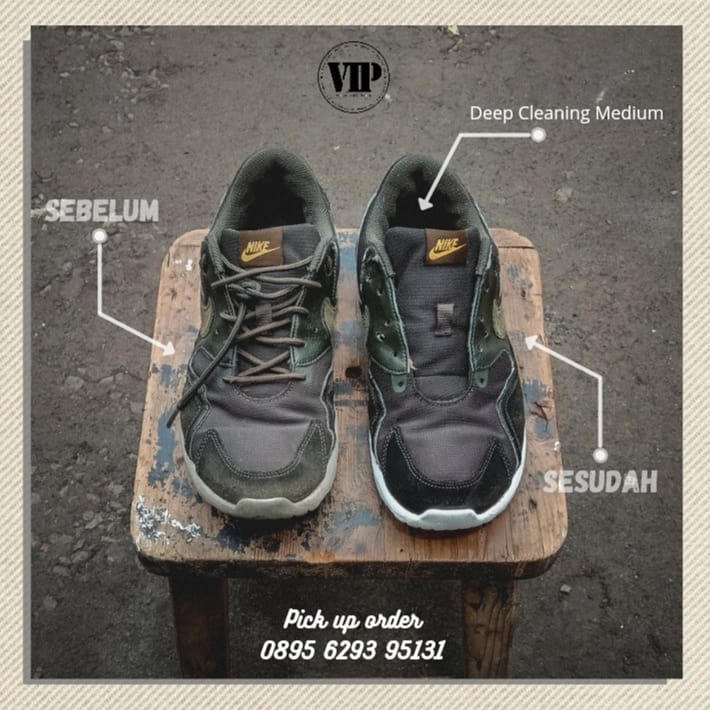 VIP
Deep Cleaning Medium
SEBELUM
NIKE
NIKE
SESUDAH
Pick up order
0895 6293 95131